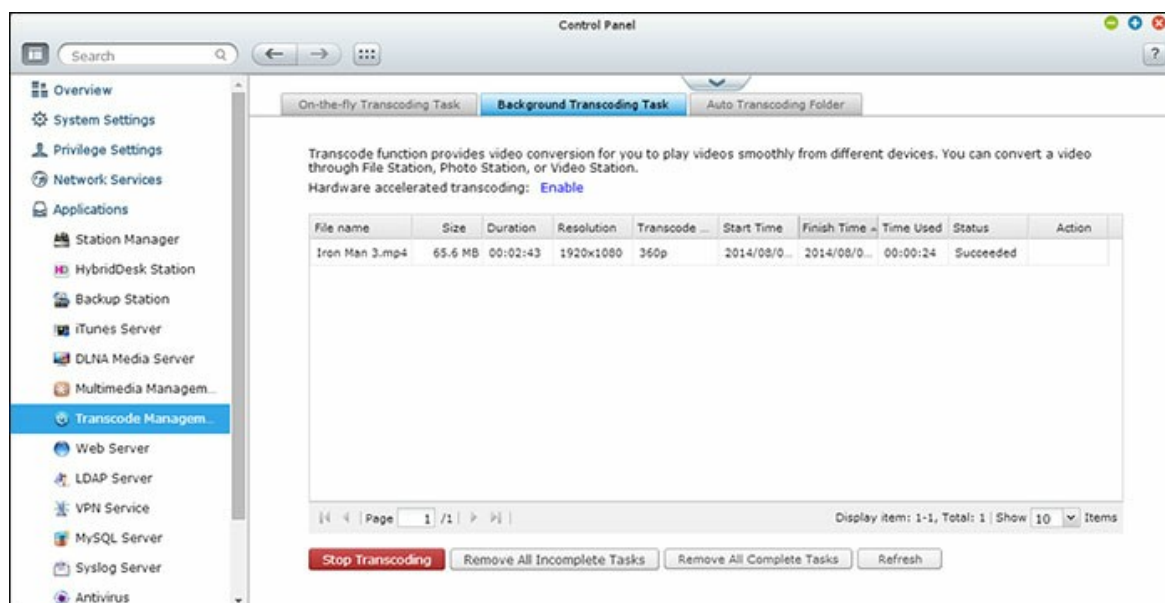 Control Panel
Search
?
Overview
System Settings
Privilege Settings
Network Services
Applications
Station Manager
HD HybridDesk Station
Backup Station
iTunes Server
DLNA Media Server
Multimedia Managem...
Transcode Managem...
Web Server
LDAP Server
VPN Service
MySQL Server
Syslog Server
Antivirus
On-the-fly Transcoding Task Background Transcoding Task Auto Transcoding Folder
Transcode function provides video conversion for you to play videos smoothly from different devices. You can convert a video
through File Station, Photo Station, or Video Station.
Hardware accelerated transcoding: Enable
File name Size Duration Resolution Transcode ... Start Time Finish Time Time Used Status Action
Iron Man 3.mp4 65.6 MB 00:02:43 1920x1080 360p 2014/08/0... 2014/08/0... 00:00:24 Succeeded
Page 1 /1 Display item: 1-1, Total: 1 Show 10 Items
Stop Transcoding Remove All Incomplete Tasks Remove All Complete Tasks Refresh